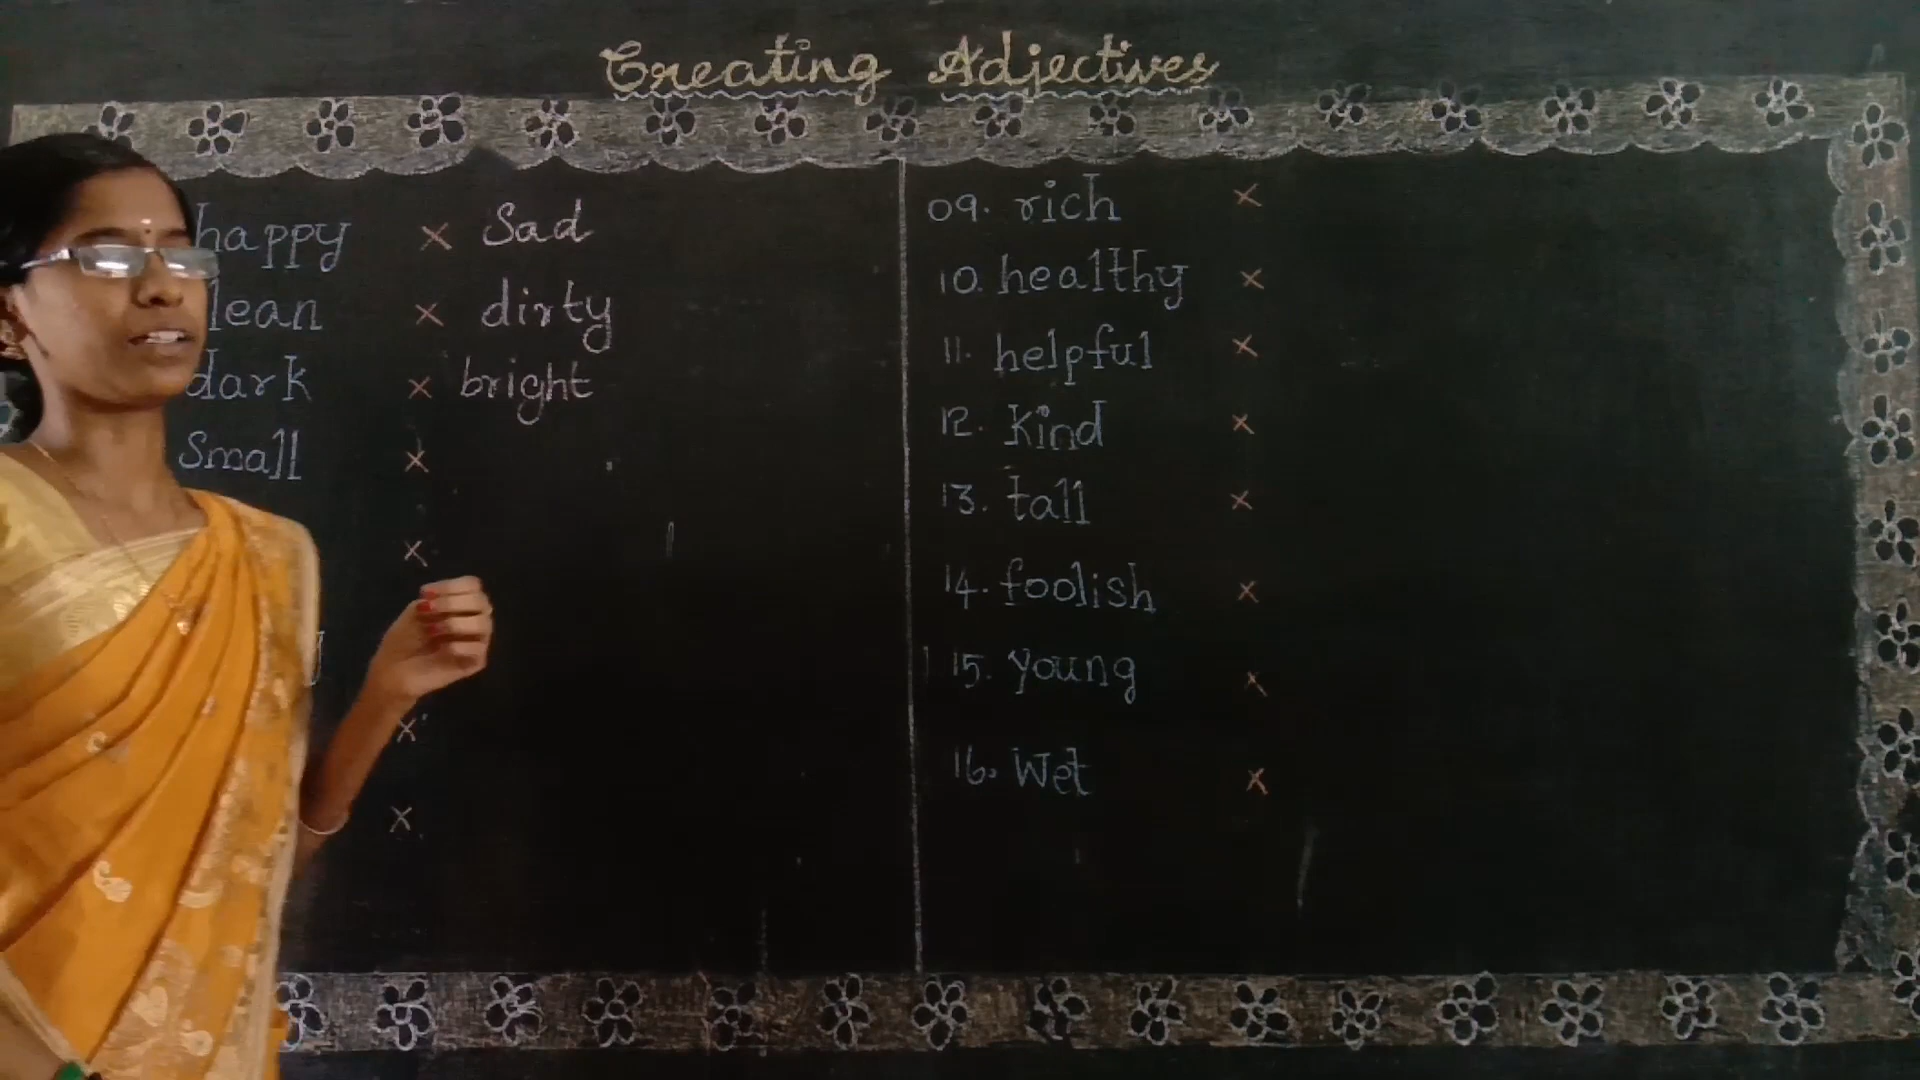 Creating Adjectives
happy × Sad
lean × dirty
dark × bright
Small ×
×
×
×
09. rich ×
10. healthy ×
11. helpful ×
12. kind ×
13. tall ×
14. foolish ×
15. young ×
16. Wet ×